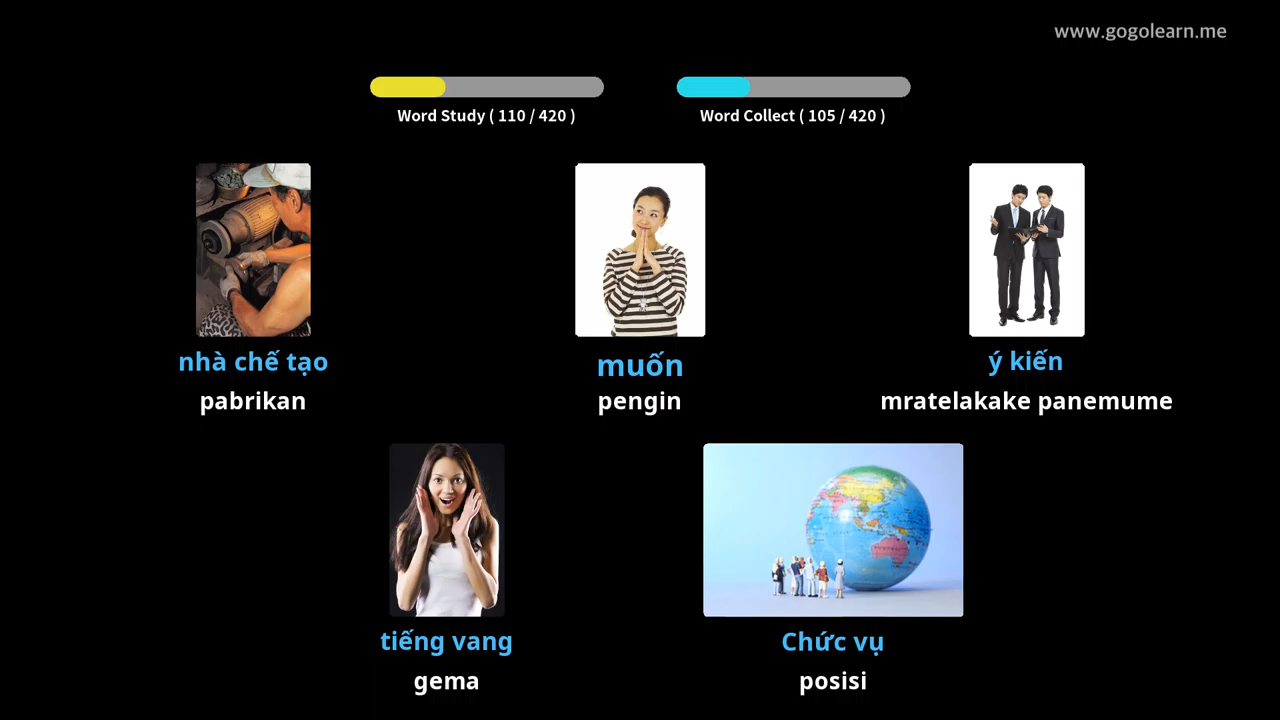 www.gogolearn.me
Word Study ( 110 / 420 )
Word Collect ( 105 / 420 )
nhà chế tạo
pabrikan
muốn
pengin
ý kiến
mratelakake panemume
tiếng vang
gema
Chức vụ
posisi